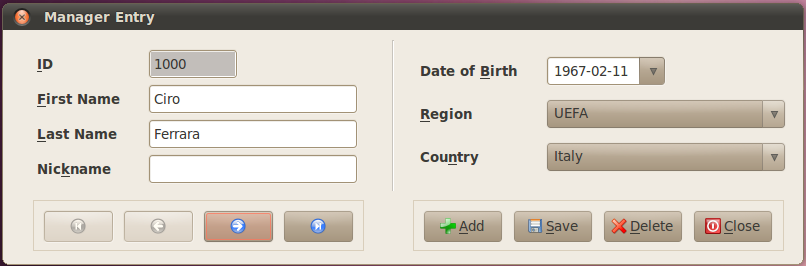 Manager Entry
ID 1000
First Name Ciro
Last Name Ferrara
Nickname
Date of Birth 1967-02-11
Region UEFA
Country Italy
Add Save Delete Close